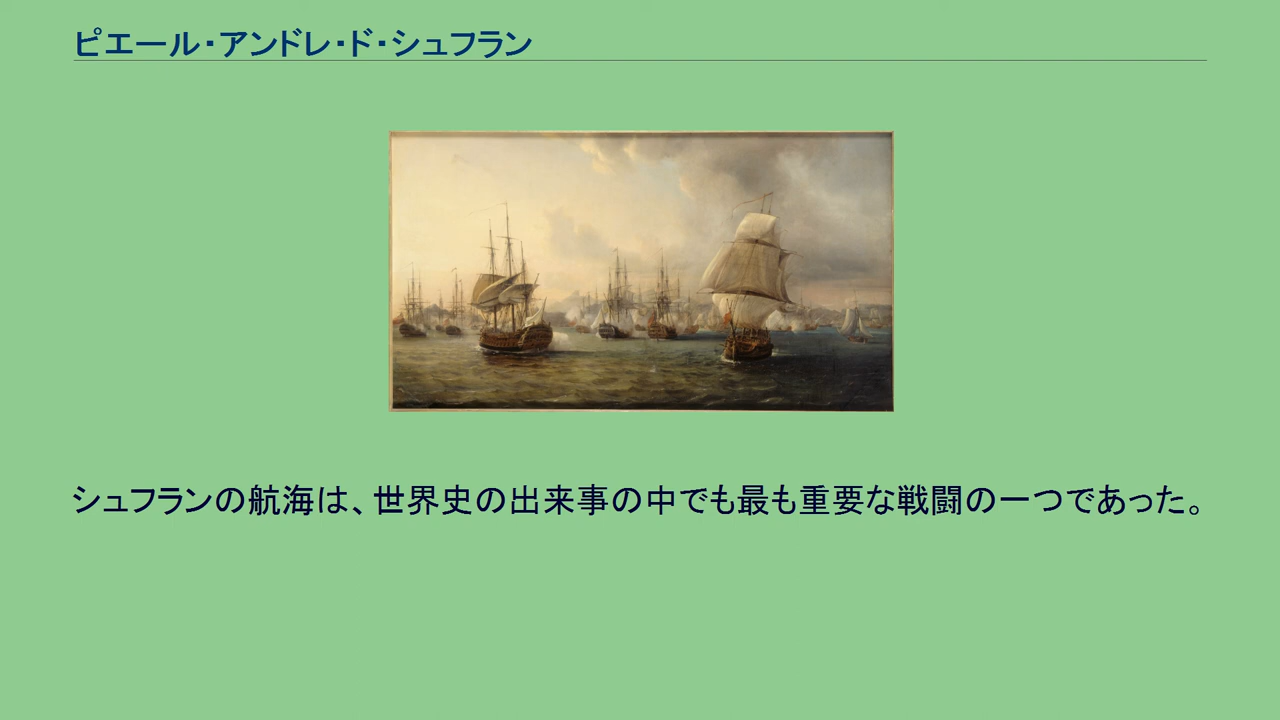 ピエール・アンドレ・ド・シュフラン
シュフランの航海は、世界史の出来事の中でも最も重要な戦闘の一つであった。